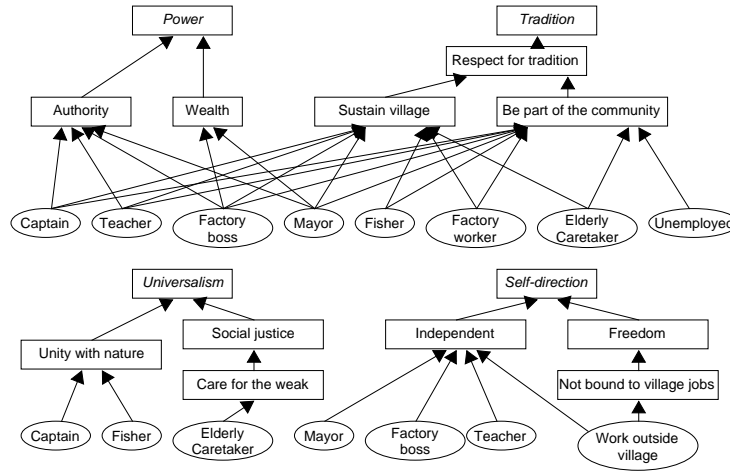 Power
Tradition
Respect for tradition
Authority
Wealth
Sustain village
Be part of the community
Captain
Teacher
Factory
boss
Mayor
Fisher
Factory
worker
Elderly
Caretaker
Unemployed
Universalism
Self-direction
Social justice
Independent
Freedom
Unity with nature
Care for the weak
Not bound to village jobs
Captain
Fisher
Elderly
Caretaker
Mayor
Factory
boss
Teacher
Work outside
village